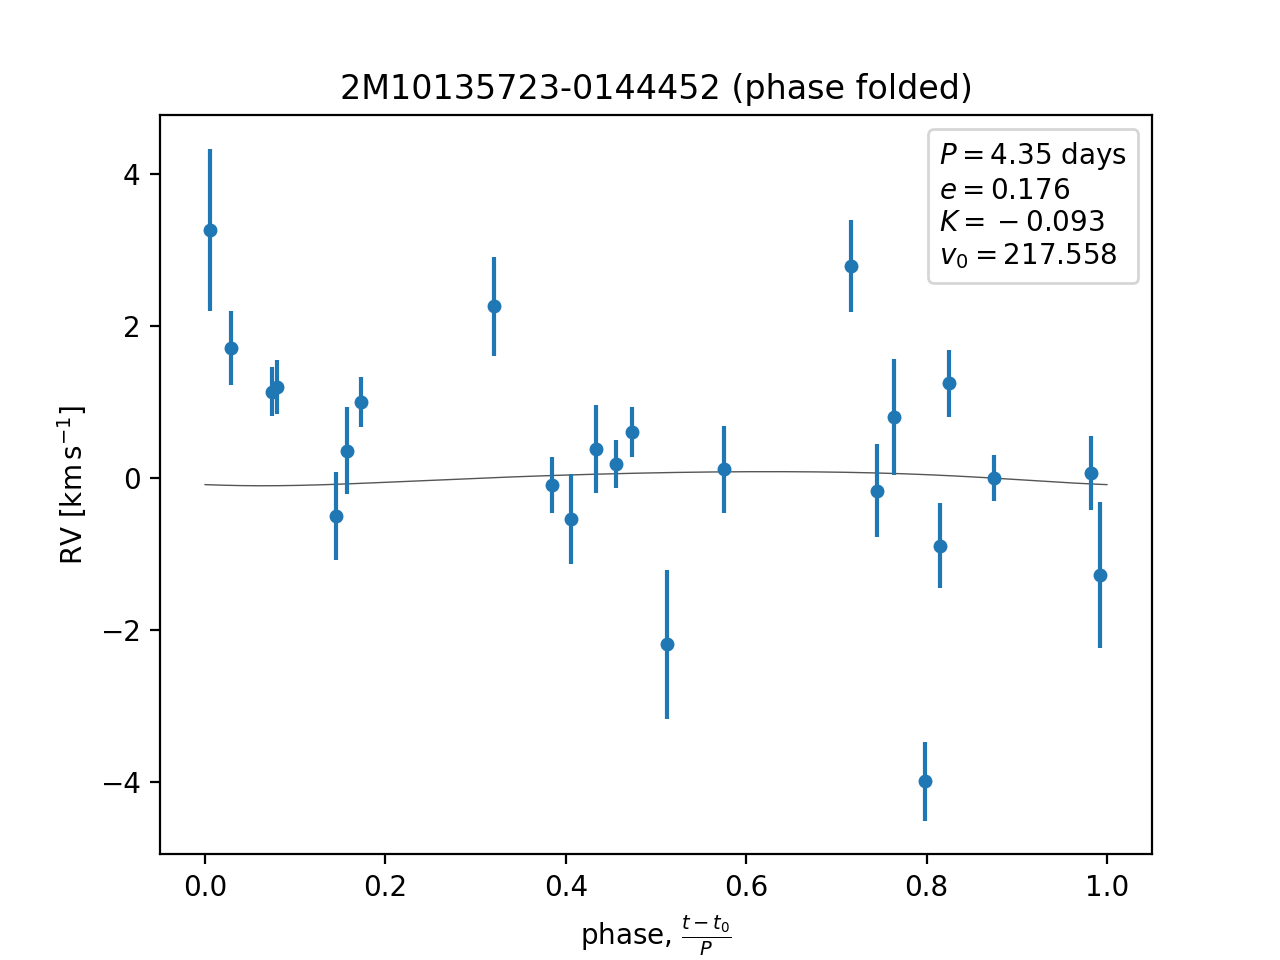 2M10135723-0144452 (phase folded)
P = 4.35 days
e = 0.176
K = −0.093
v₀ = 217.558
RV [km s⁻¹]
4
2
0
−2
−4
0.0 0.2 0.4 0.6 0.8 1.0
phase, (t − t₀)/P